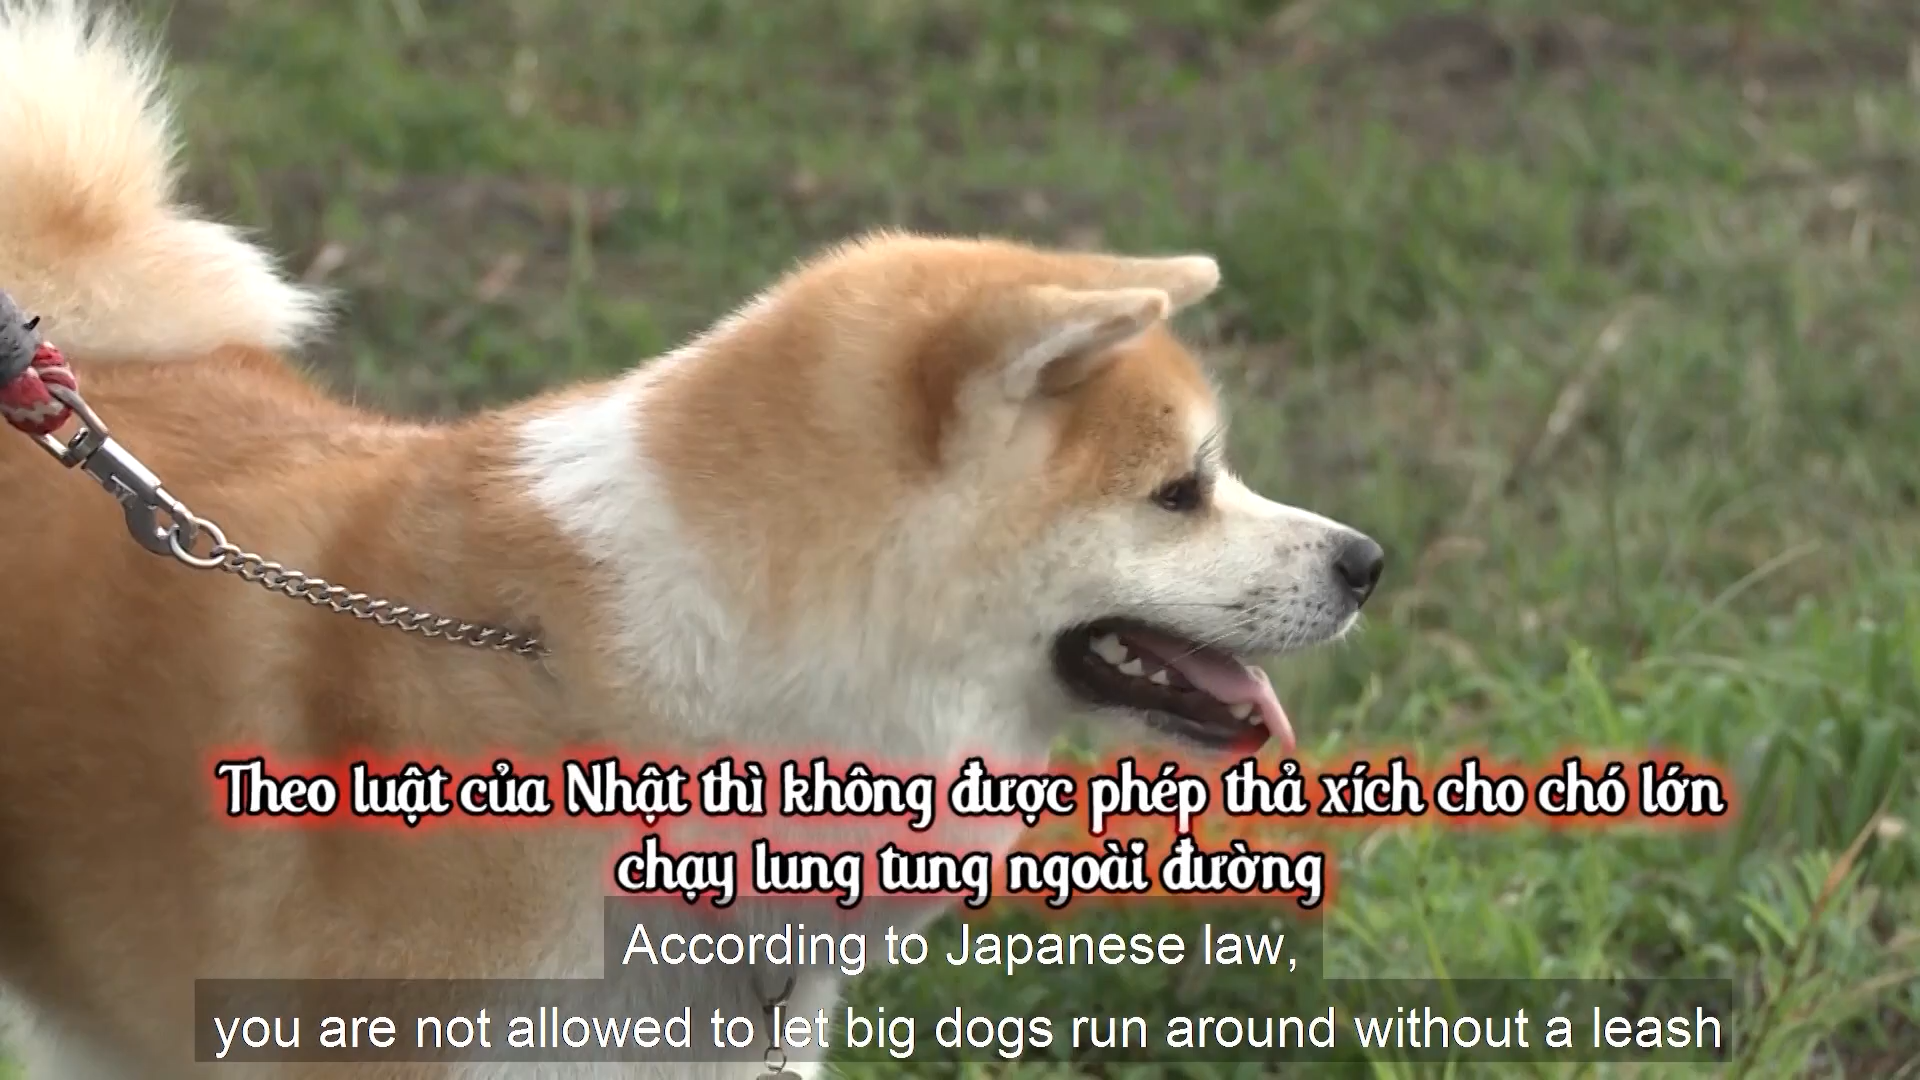 Theo luật của Nhật thì không được phép thả xích cho chó lớn
chạy lung tung ngoài đường
According to Japanese law,
you are not allowed to let big dogs run around without a leash